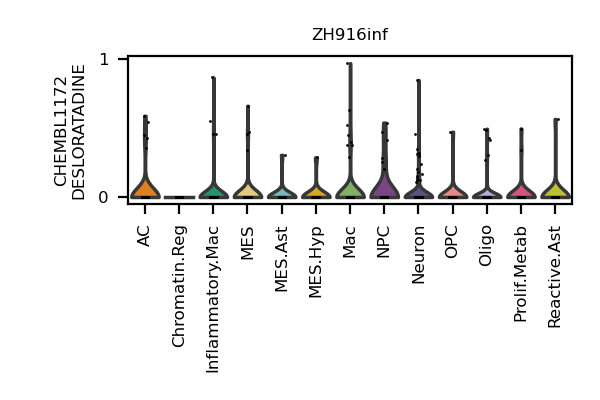 ZH916inf
CHEMBL1172
DESLORATADINE
1
0
AC
Chromatin.Reg
Inflammatory.Mac
MES
MES.Ast
MES.Hyp
Mac
NPC
Neuron
OPC
Oligo
Prolif.Metab
Reactive.Ast